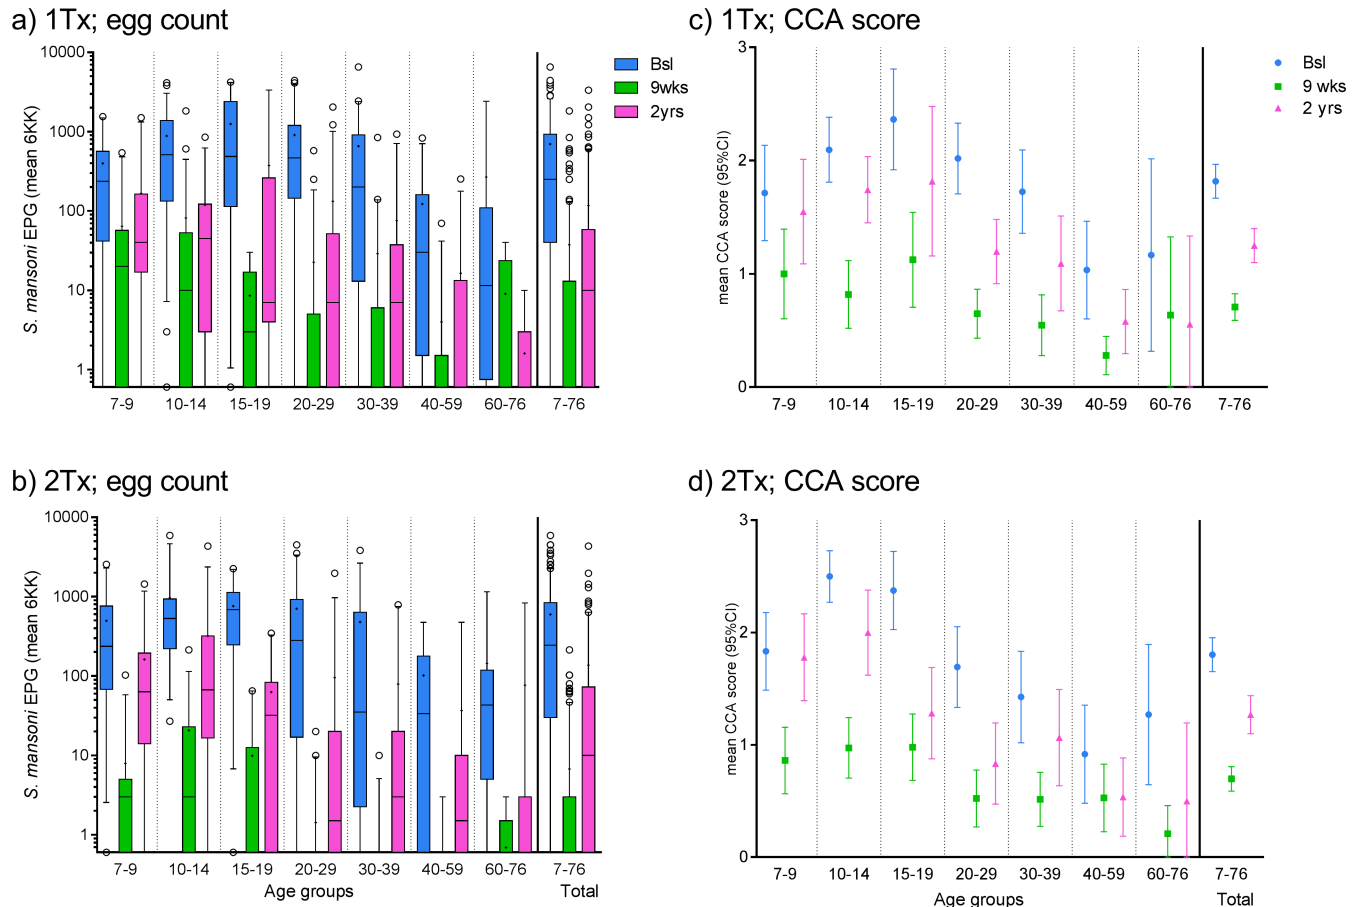 a) 1Tx; egg count
S. mansoni EPG (mean 6KK)
10000
1000
100
10
1
7-9 10-14 15-19 20-29 30-39 40-59 60-76 7-76
Bsl
9wks
2yrs
c) 1Tx; CCA score
mean CCA score (95%CI)
3
2
1
0
7-9 10-14 15-19 20-29 30-39 40-59 60-76 7-76
Bsl
9 wks
2 yrs
b) 2Tx; egg count
S. mansoni EPG (mean 6KK)
10000
1000
100
10
1
7-9 10-14 15-19 20-29 30-39 40-59 60-76 7-76
Age groups Total
d) 2Tx; CCA score
mean CCA score (95%CI)
3
2
1
0
7-9 10-14 15-19 20-29 30-39 40-59 60-76 7-76
Age groups Total